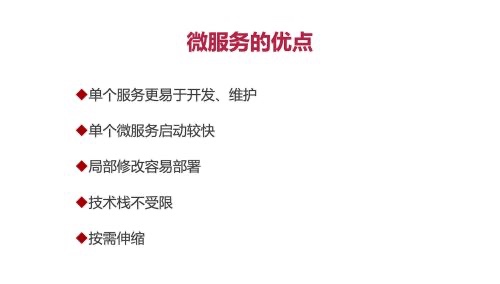 微服务的优点
◆单个服务更易于开发、维护
◆单个微服务启动较快
◆局部修改容易部署
◆技术栈不受限
◆按需伸缩